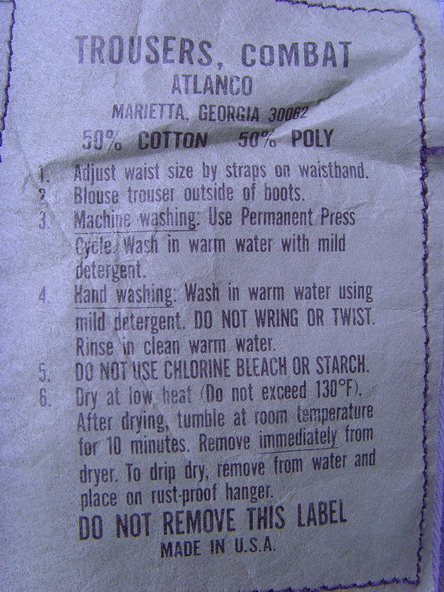 TROUSERS, COMBAT
ATLANCO
MARIETTA, GEORGIA 30062
50% COTTON 50% POLY
1. Adjust waist size by straps on waistband.
2. Blouse trouser outside of boots.
3. Machine washing: Use Permanent Press
Cycle. Wash in warm water with mild
detergent.
4. Hand washing: Wash in warm water using
mild detergent. DO NOT WRING OR TWIST.
Rinse in clean warm water.
5. DO NOT USE CHLORINE BLEACH OR STARCH.
6. Dry at low heat (Do not exceed 130°F).
After drying, tumble at room temperature
for 10 minutes. Remove immediately from
dryer. To drip dry, remove from water and
place on rust-proof hanger.
DO NOT REMOVE THIS LABEL
MADE IN U.S.A.